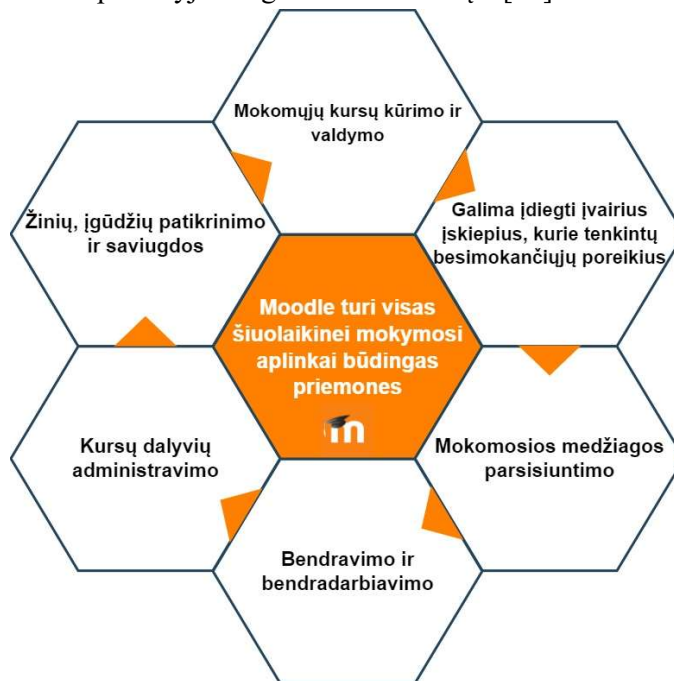 Mokomųjų kursų kūrimo ir
valdymo
Žinių, įgūdžių patikrinimo
ir saviugdos
Galima įdiegti įvairius
įskiepius, kurie tenkintų
besimokančiųjų poreikius
Moodle turi visas
šiuolaikinei mokymosi
aplinkai būdingas
priemones
m
Kursų dalyvių
administravimo
Mokomosios medžiagos
parsisiuntimo
Bendravimo ir
bendradarbiavimo